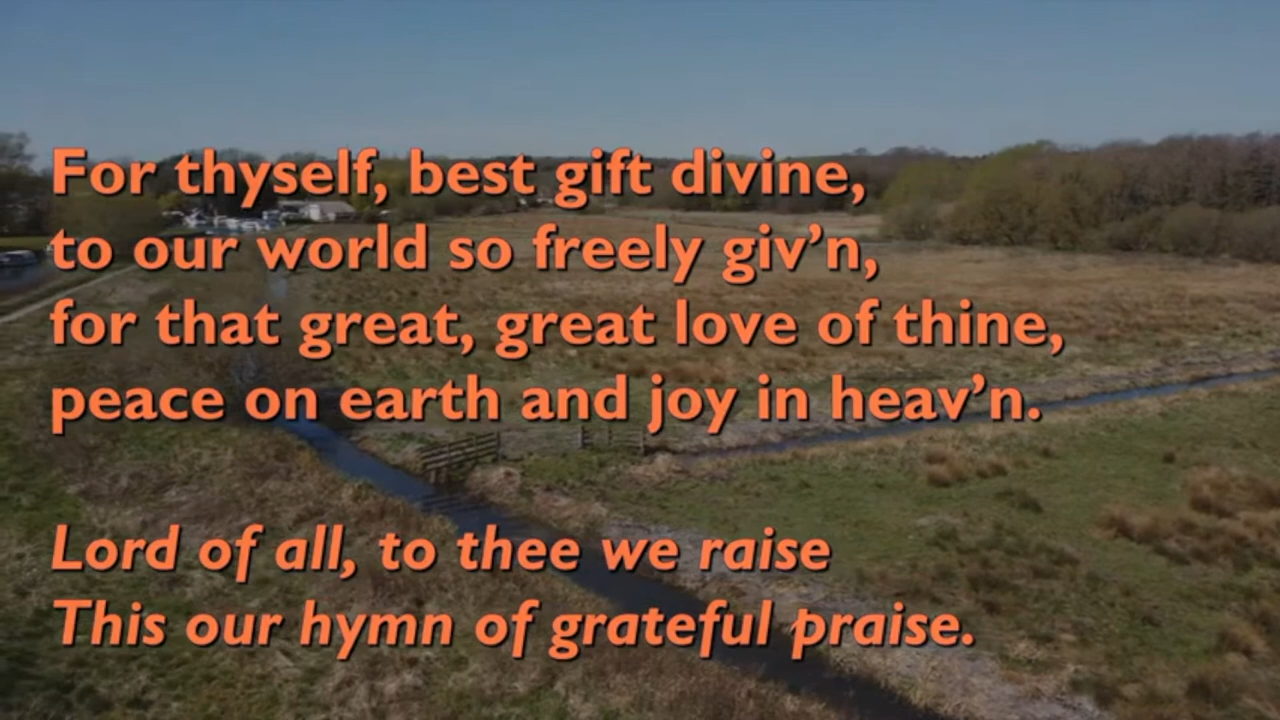 For thyself, best gift divine,
to our world so freely giv’n,
for that great, great love of thine,
peace on earth and joy in heav’n.
Lord of all, to thee we raise
This our hymn of grateful praise.